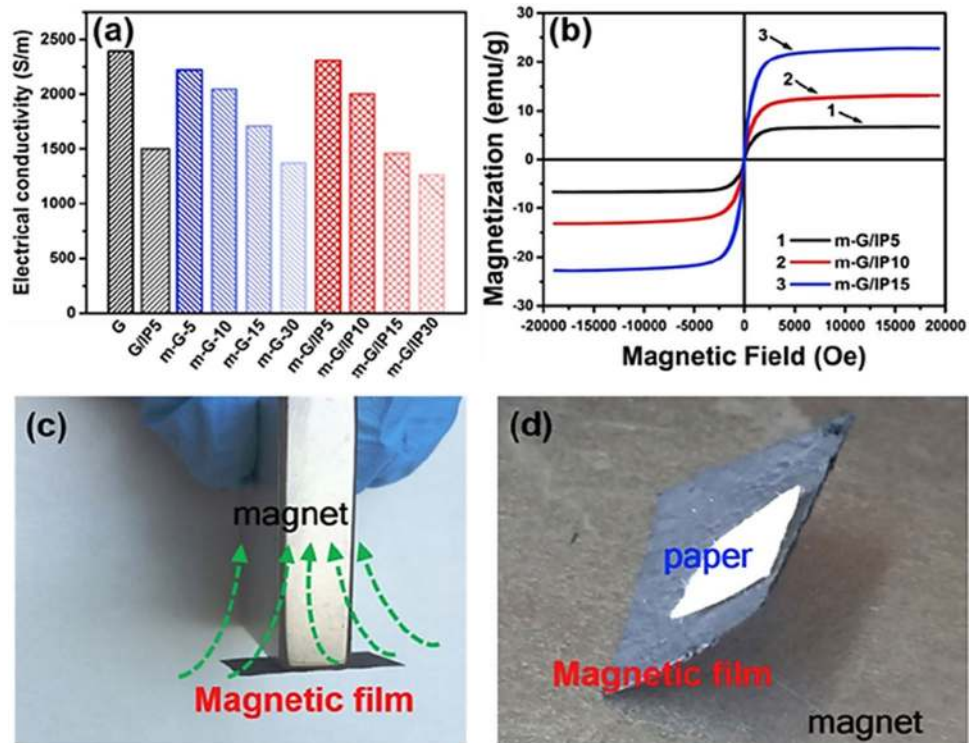 (a)
Electrical conductivity (S/m)
2500
2000
1500
1000
500
0
G
G/IP5
m-G-5
m-G-10
m-G-15
m-G-30
m-G/IP5
m-G/IP10
m-G/IP15
m-G/IP30
(b)
Magnetization (emu/g)
30
20
10
0
-10
-20
-30
3
2
1
1 m-G/IP5
2 m-G/IP10
3 m-G/IP15
-20000 -15000 -10000 -5000 0 5000 10000 15000 20000
Magnetic Field (Oe)
(c)
magnet
Magnetic film
(d)
paper
Magnetic film
magnet